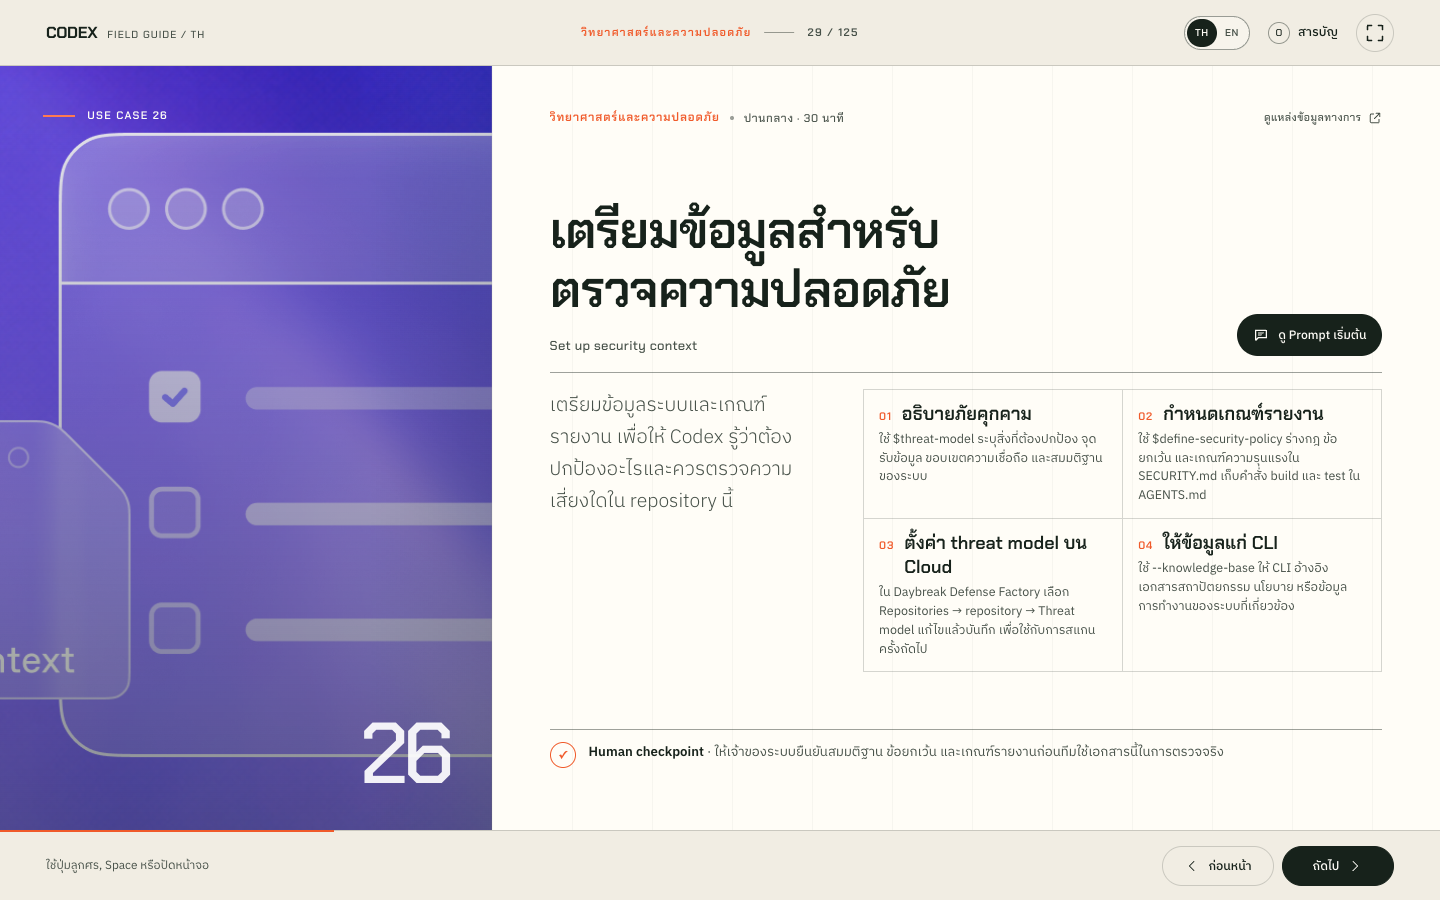 CODEX FIELD GUIDE / TH
วิทยาศาสตร์และความปลอดภัย 29 / 125
TH EN
0 สารบัญ
USE CASE 26
ntext
26
วิทยาศาสตร์และความปลอดภัย • ปานกลาง · 30 นาที
ดูแหล่งข้อมูลทางการ
เตรียมข้อมูลสำหรับ
ตรวจความปลอดภัย
Set up security context
ดู Prompt เริ่มต้น
เตรียมข้อมูลระบบและเกณฑ์
รายงาน เพื่อให้ Codex รู้ว่าต้อง
ปกป้องอะไรและควรตรวจความ
เสี่ยงใดใน repository นี้
01 อธิบายภัยคุกคาม
ใช้ $threat-model ระบุสิ่งที่ต้องปกป้อง จุด
รับข้อมูล ขอบเขตความเชื่อถือ และสมมติฐาน
ของระบบ
02 กำหนดเกณฑ์รายงาน
ใช้ $define-security-policy ร่างกฎ ข้อ
ยกเว้น และเกณฑ์ความรุนแรงใน
SECURITY.md เก็บคำสั่ง build และ test ใน
AGENTS.md
03 ตั้งค่า threat model บน
Cloud
ใน Daybreak Defense Factory เลือก
Repositories → repository → Threat
model แก้ไขแล้วบันทึก เพื่อใช้กับการสแกน
ครั้งถัดไป
04 ให้ข้อมูลแก่ CLI
ใช้ --knowledge-base ให้ CLI อ้างอิง
เอกสารสถาปัตยกรรม นโยบาย หรือข้อมูล
การทำงานของระบบที่เกี่ยวข้อง
Human checkpoint · ให้เจ้าของระบบยืนยันสมมติฐาน ข้อยกเว้น และเกณฑ์รายงานก่อนทีมใช้เอกสารนี้ในการตรวจจริง
ใช้ปุ่มลูกศร, Space หรือปัดหน้าจอ
ก่อนหน้า
ถัดไป